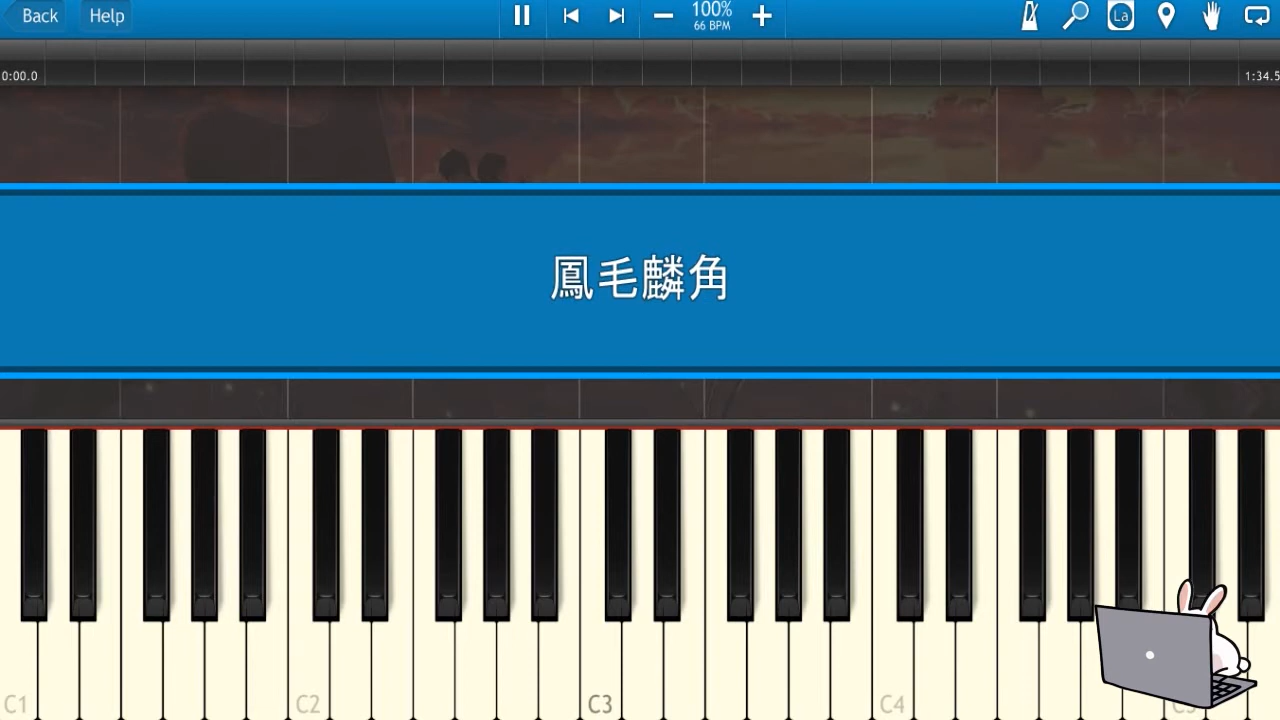 Back Help 100%
66 BPM
La
0:00.0 1:34.5
鳳毛麟角
C1 C2 C3 C4